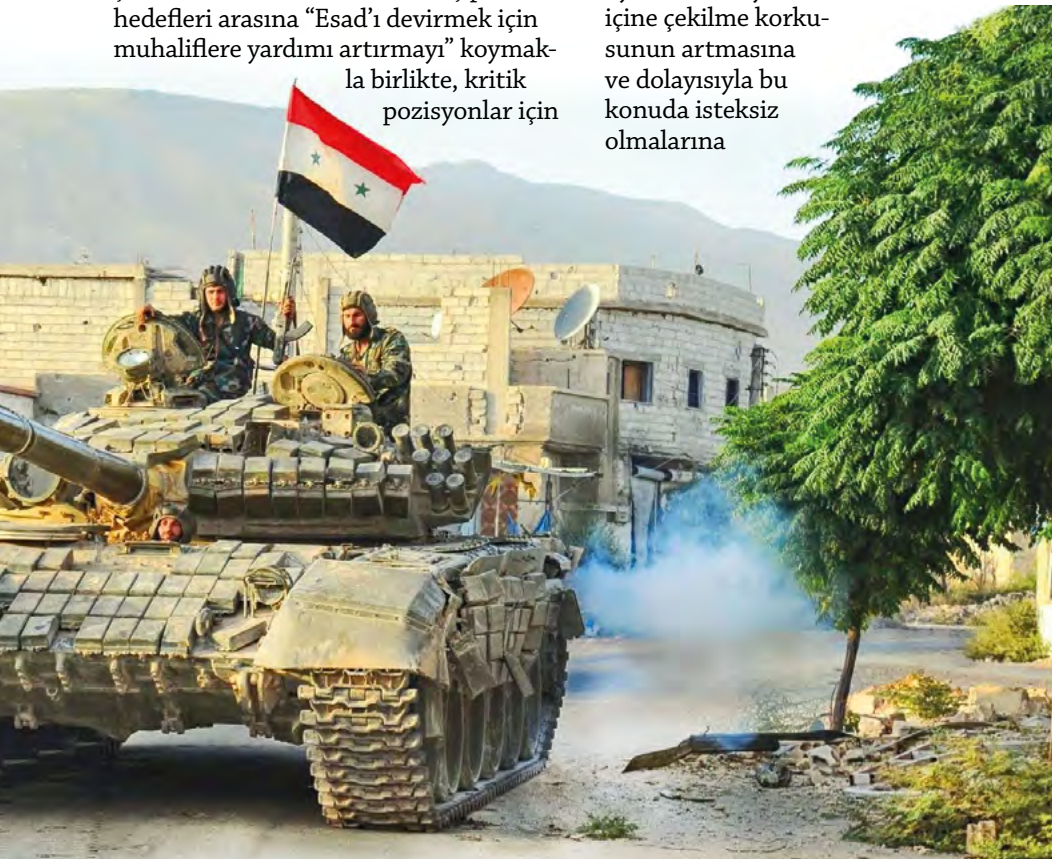 hedefleri arasına “Esad’ı devirmek için
muhaliflere yardımı artırmayı” koymak-
la birlikte, kritik
pozisyonlar için
içine çekilme korku-
sunun artmasına
ve dolayısıyla bu
konuda isteksiz
olmalarına